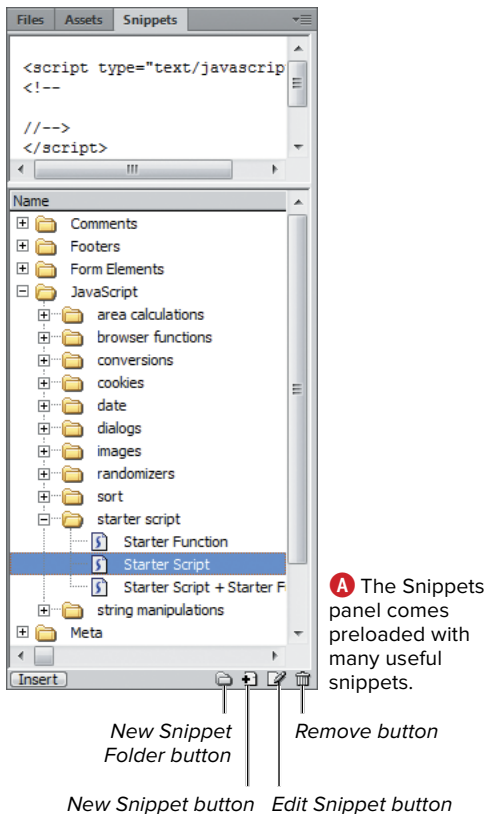 Files Assets Snippets
<script type="text/javascrip
<!--
//-->
</script>
Name
Comments
Footers
Form Elements
JavaScript
area calculations
browser functions
conversions
cookies
date
dialogs
images
randomizers
sort
starter script
Starter Function
Starter Script
Starter Script + Starter F
string manipulations
Meta
Insert
A The Snippets
panel comes
preloaded with
many useful
snippets.
New Snippet
Folder button
Remove button
New Snippet button
Edit Snippet button